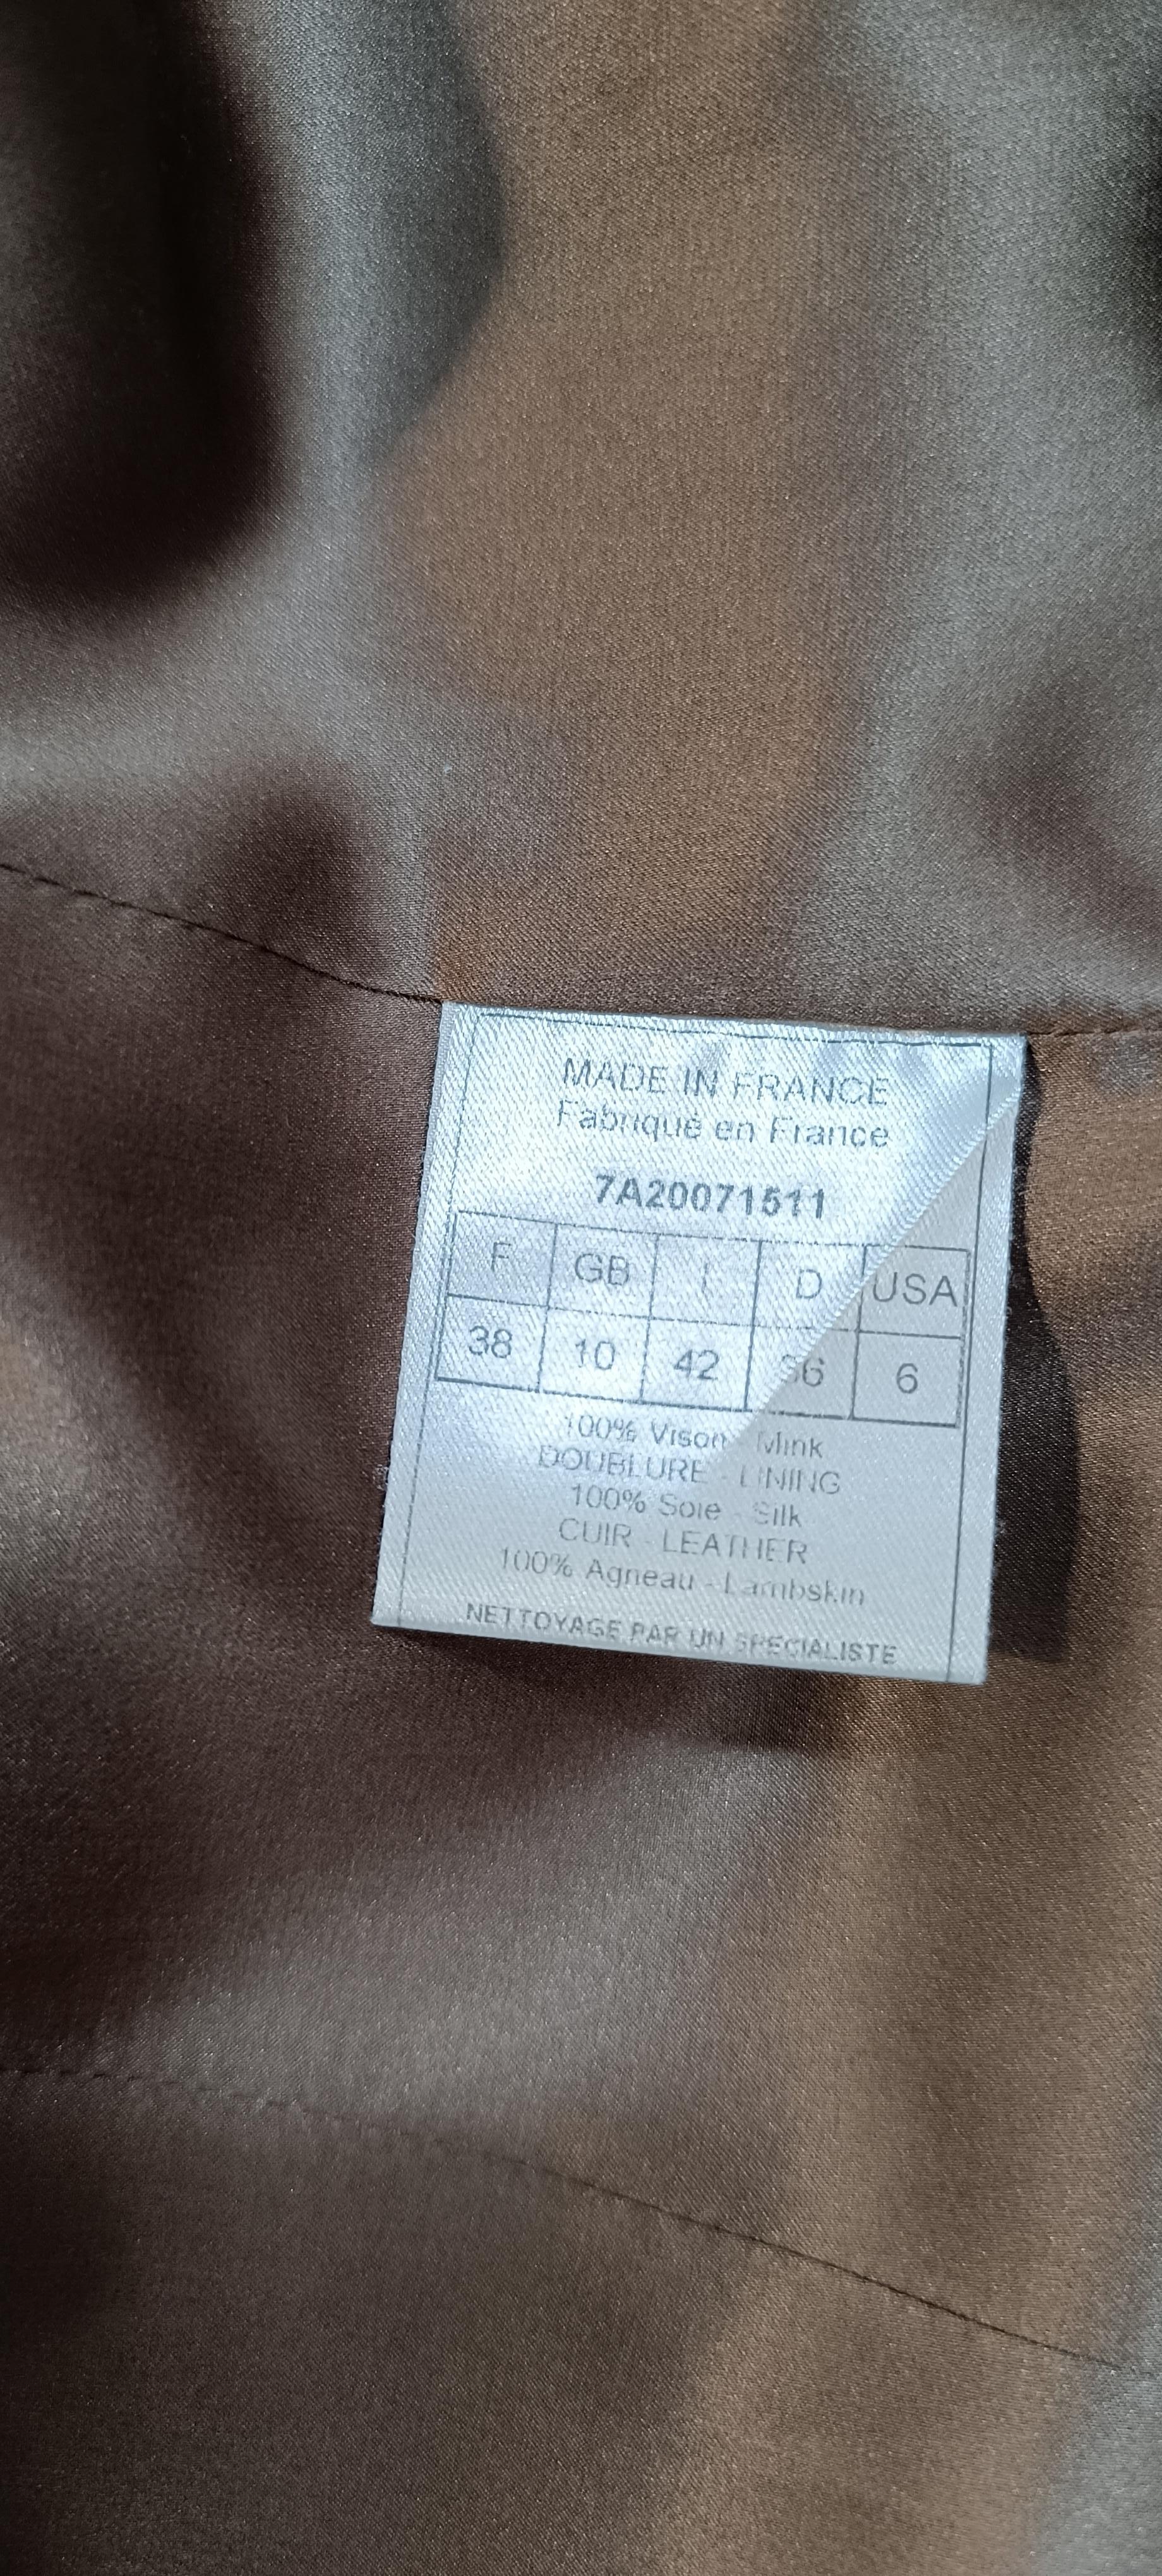 MADE IN FRANCE
Fabriqué en France
7A20071511
F GB I D USA
38 10 42 36 6
100% Vison - Mink
DOUBLURE - LINING
100% Soie - Silk
CUIR - LEATHER
100% Agneau - Lambskin
NETTOYAGE PAR UN SPECIALISTE